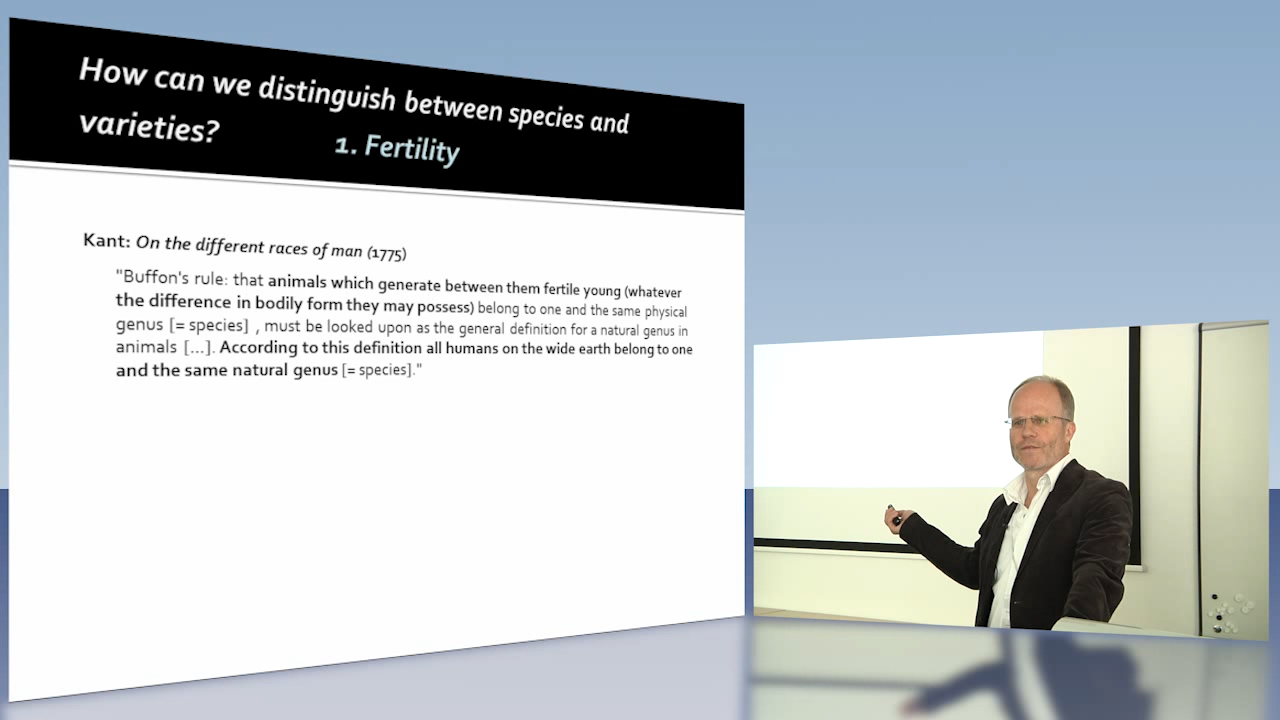 How can we distinguish between species and
varieties? 1. Fertility
Kant: On the different races of man (1775)
"Buffon's rule: that animals which generate between them fertile young (whatever
the difference in bodily form they may possess) belong to one and the same physical
genus [= species] , must be looked upon as the general definition for a natural genus in
animals [...]. According to this definition all humans on the wide earth belong to one
and the same natural genus [= species]."